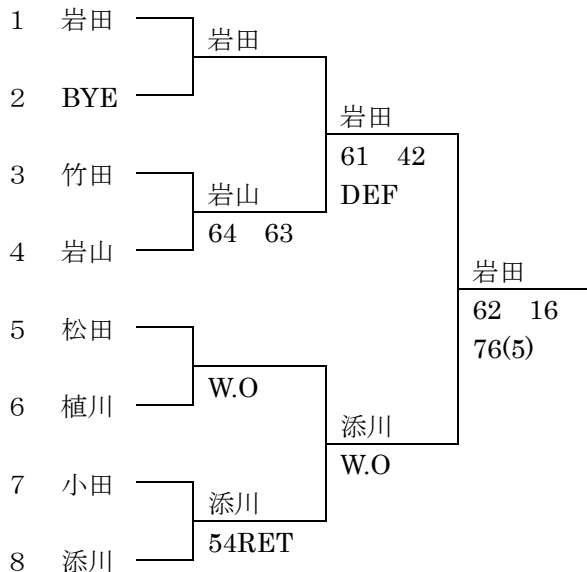 1 岩田
2 BYE
3 竹田
4 岩山
5 松田
6 植川
7 小田
8 添川
岩田
岩山
64 63
W.O
添川
54RET
岩田
61 42
DEF
添川
W.O
岩田
62 16
76(5)